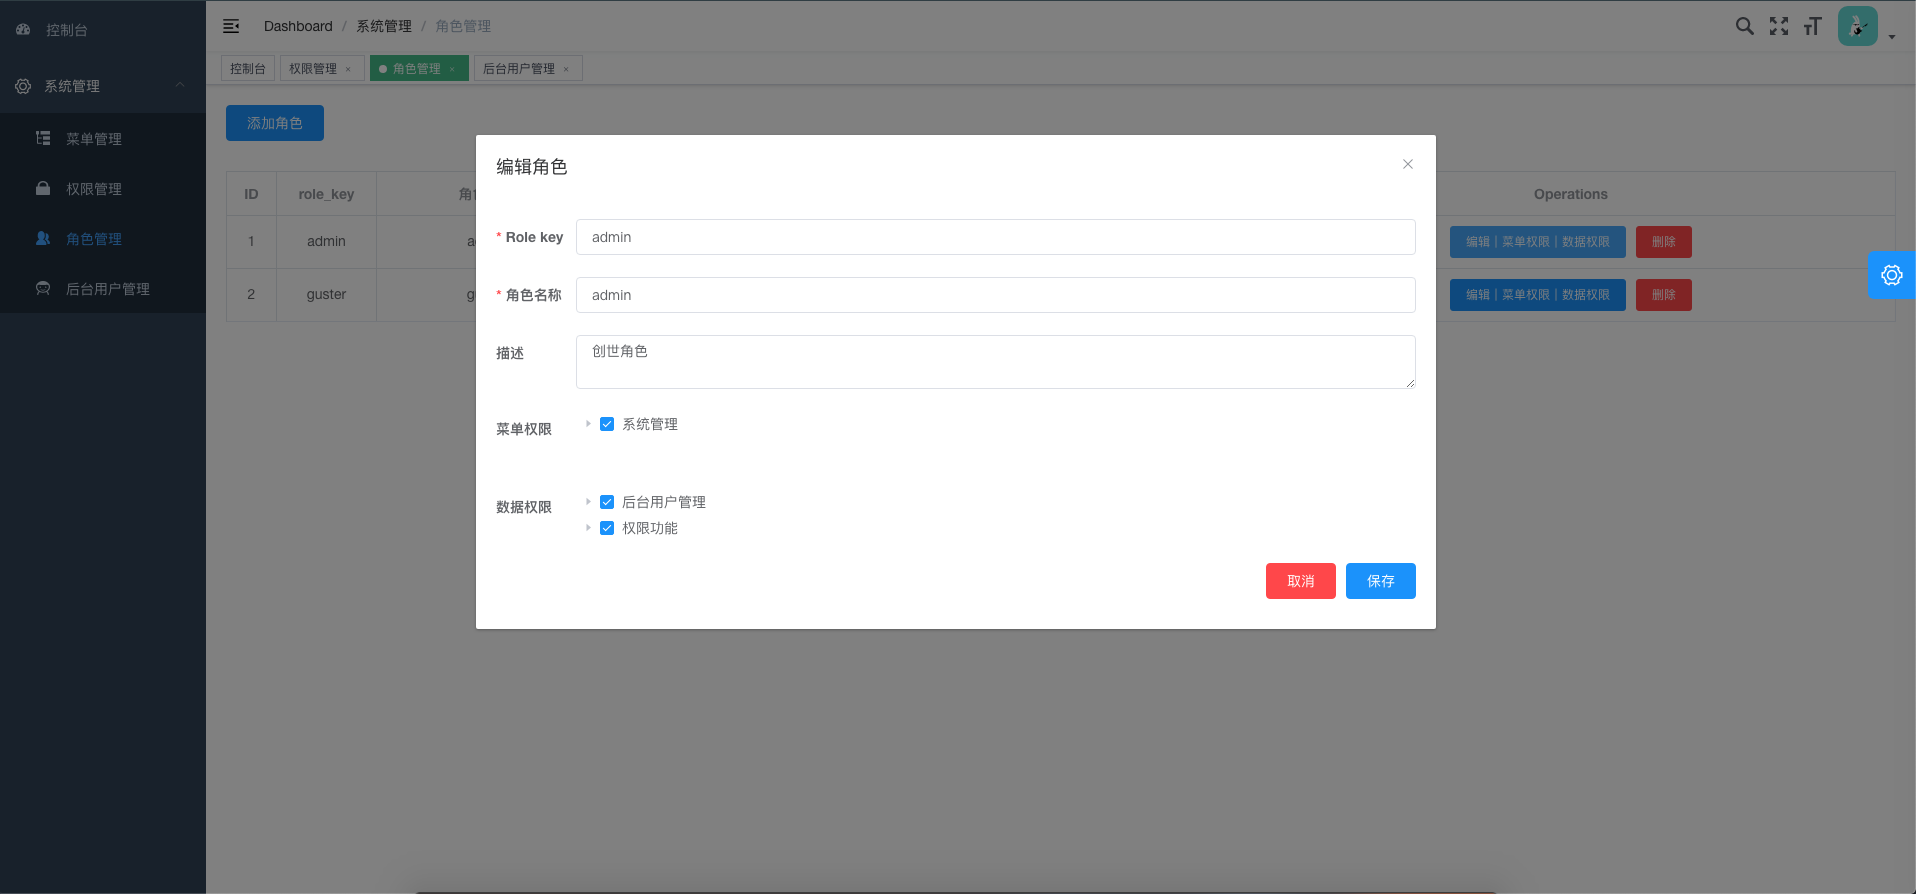 控制台
系统管理
菜单管理
权限管理
角色管理
后台用户管理
Dashboard / 系统管理 / 角色管理
控制台 权限管理 × 角色管理 × 后台用户管理 ×
添加角色
ID role_key Operations
1 admin 编辑 | 菜单权限 | 数据权限 删除
2 guster 编辑 | 菜单权限 | 数据权限 删除
编辑角色
* Role key admin
* 角色名称 admin
描述 创世角色
菜单权限 系统管理
数据权限 后台用户管理
权限功能
取消 保存